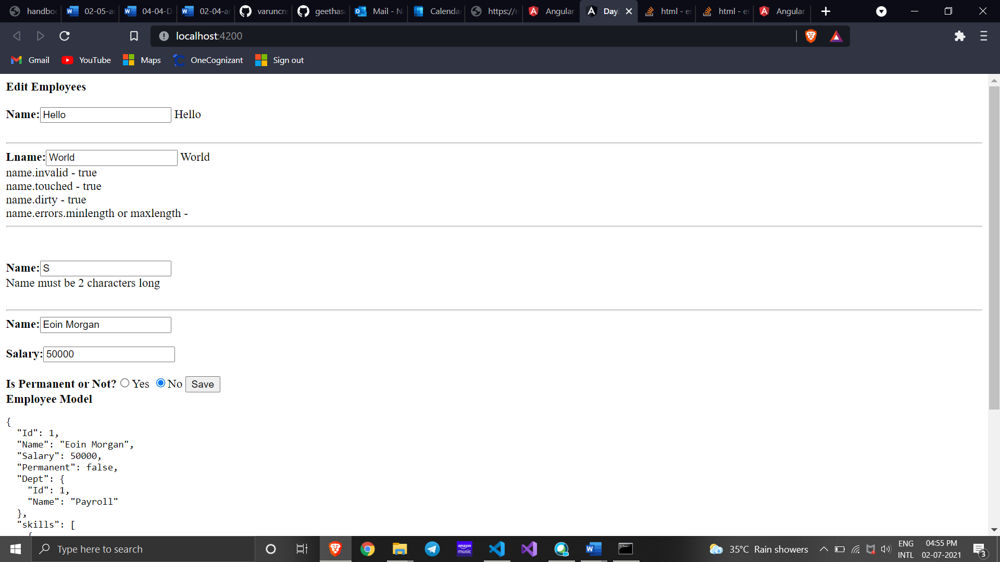 handboo 02-05-a 04-04-D 02-04-a varuncn geethas Mail - N Calenda https://r Angular Day html - e html - e Angular
localhost:4200
Gmail YouTube Maps OneCognizant Sign out
Edit Employees
Name: Hello Hello
Lname: World World
name.invalid - true
name.touched - true
name.dirty - true
name.errors.minlength or maxlength -
Name: S
Name must be 2 characters long
Name: Eoin Morgan
Salary: 50000
Is Permanent or Not? Yes No Save
Employee Model
{
"Id": 1,
"Name": "Eoin Morgan",
"Salary": 50000,
"Permanent": false,
"Dept": {
"Id": 1,
"Name": "Payroll"
},
"skills": [
{
Type here to search
amazon music
35°C Rain showers
ENG 04:55 PM
INTL 02-07-2021
3